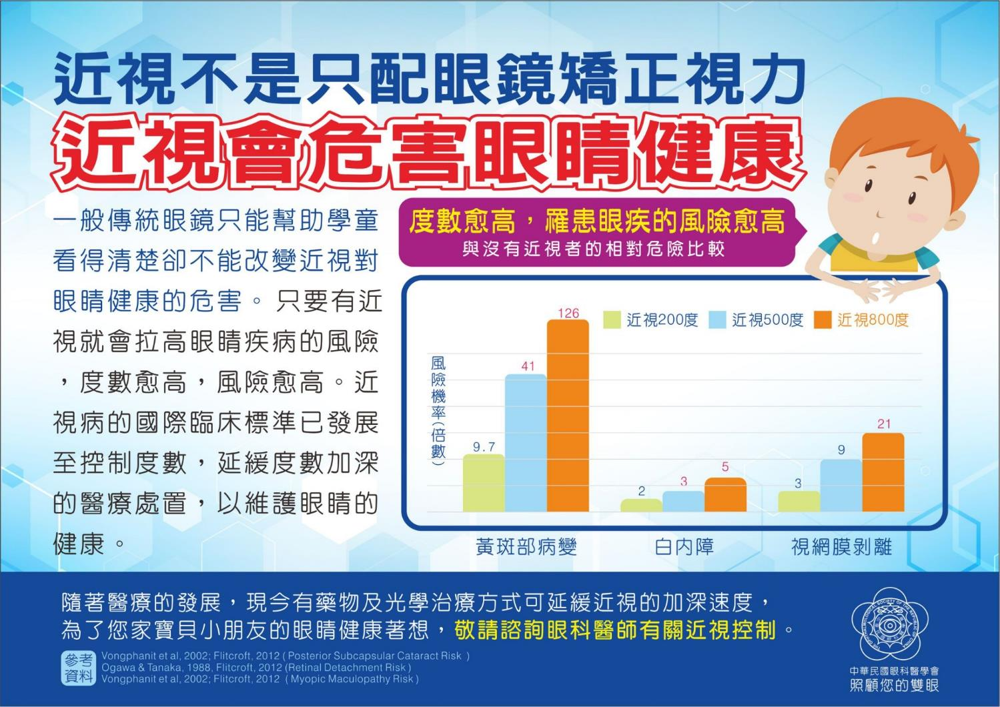 近視不是只配眼鏡矯正視力
近視會危害眼睛健康
一般傳統眼鏡只能幫助學童
看得清楚卻不能改變近視對
眼睛健康的危害。只要有近
視就會拉高眼睛疾病的風險
，度數愈高，風險愈高。近
視病的國際臨床標準已發展
至控制度數，延緩度數加深
的醫療處置，以維護眼睛的
健康。
度數愈高，罹患眼疾的風險愈高
與沒有近視者的相對危險比較
近視200度 近視500度 近視800度
風險機率(倍數)
9.7 41 126
2 3 5
3 9 21
黃斑部病變 白內障 視網膜剝離
隨著醫療的發展，現今有藥物及光學治療方式可延緩近視的加深速度，
為了您家寶貝小朋友的眼睛健康著想，敬請諮詢眼科醫師有關近視控制。
參考
資料
Vongphanit et al, 2002; Flitcroft, 2012 ( Posterior Subcapsular Cataract Risk )
Ogawa & Tanaka, 1988, Flitcroft, 2012 (Retinal Detachment Risk )
Vongphanit et al, 2002; Flitcroft, 2012 ( Myopic Maculopathy Risk )
THE OPHTHALMOLOGICAL SOCIETY OF THE REPUBLIC OF CHINA
中華民國眼科醫學會
照顧您的雙眼